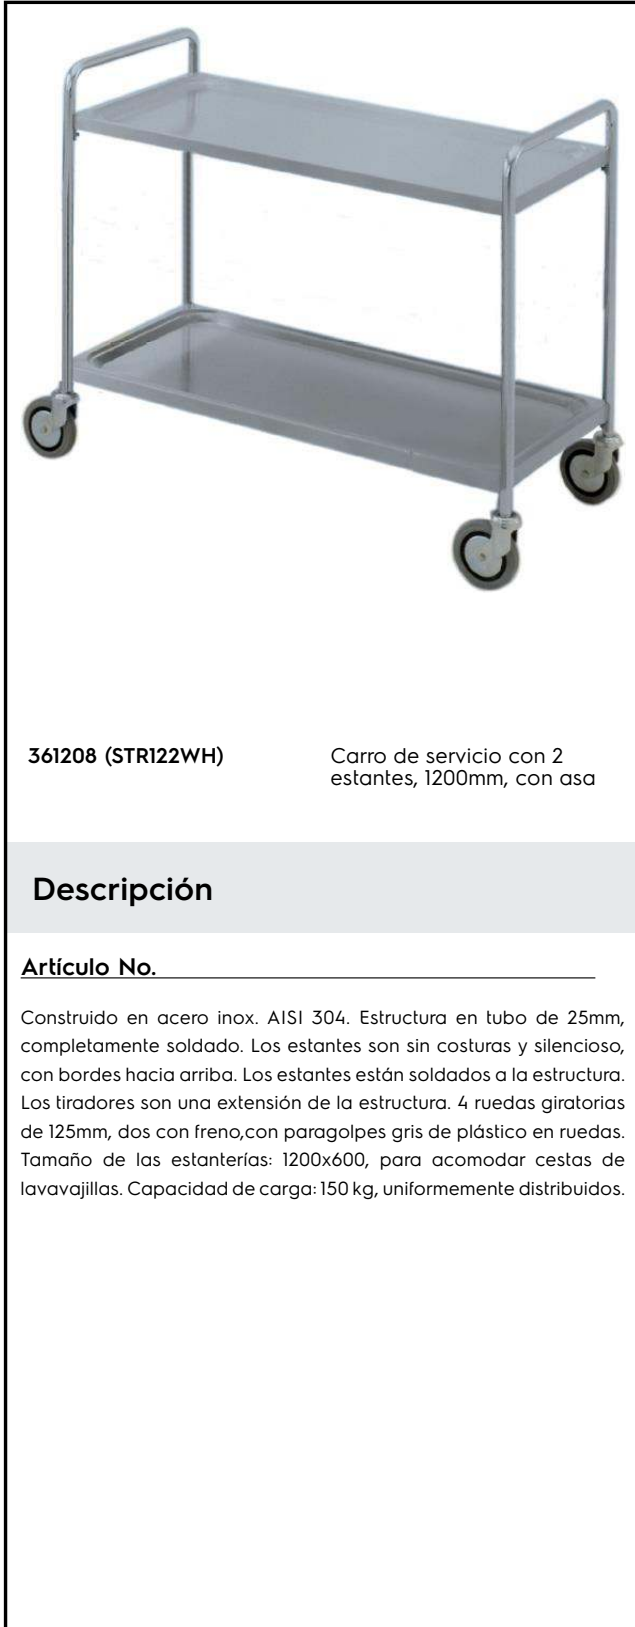 361208 (STR122WH)
Carro de servicio con 2
estantes, 1200mm, con asa
Descripción
Artículo No.
Construido en acero inox. AISI 304. Estructura en tubo de 25mm,
completamente soldado. Los estantes son sin costuras y silencioso,
con bordes hacia arriba. Los estantes están soldados a la estructura.
Los tiradores son una extensión de la estructura. 4 ruedas giratorias
de 125mm, dos con freno,con paragolpes gris de plástico en ruedas.
Tamaño de las estanterías: 1200x600, para acomodar cestas de
lavavajillas. Capacidad de carga: 150 kg, uniformemente distribuidos.